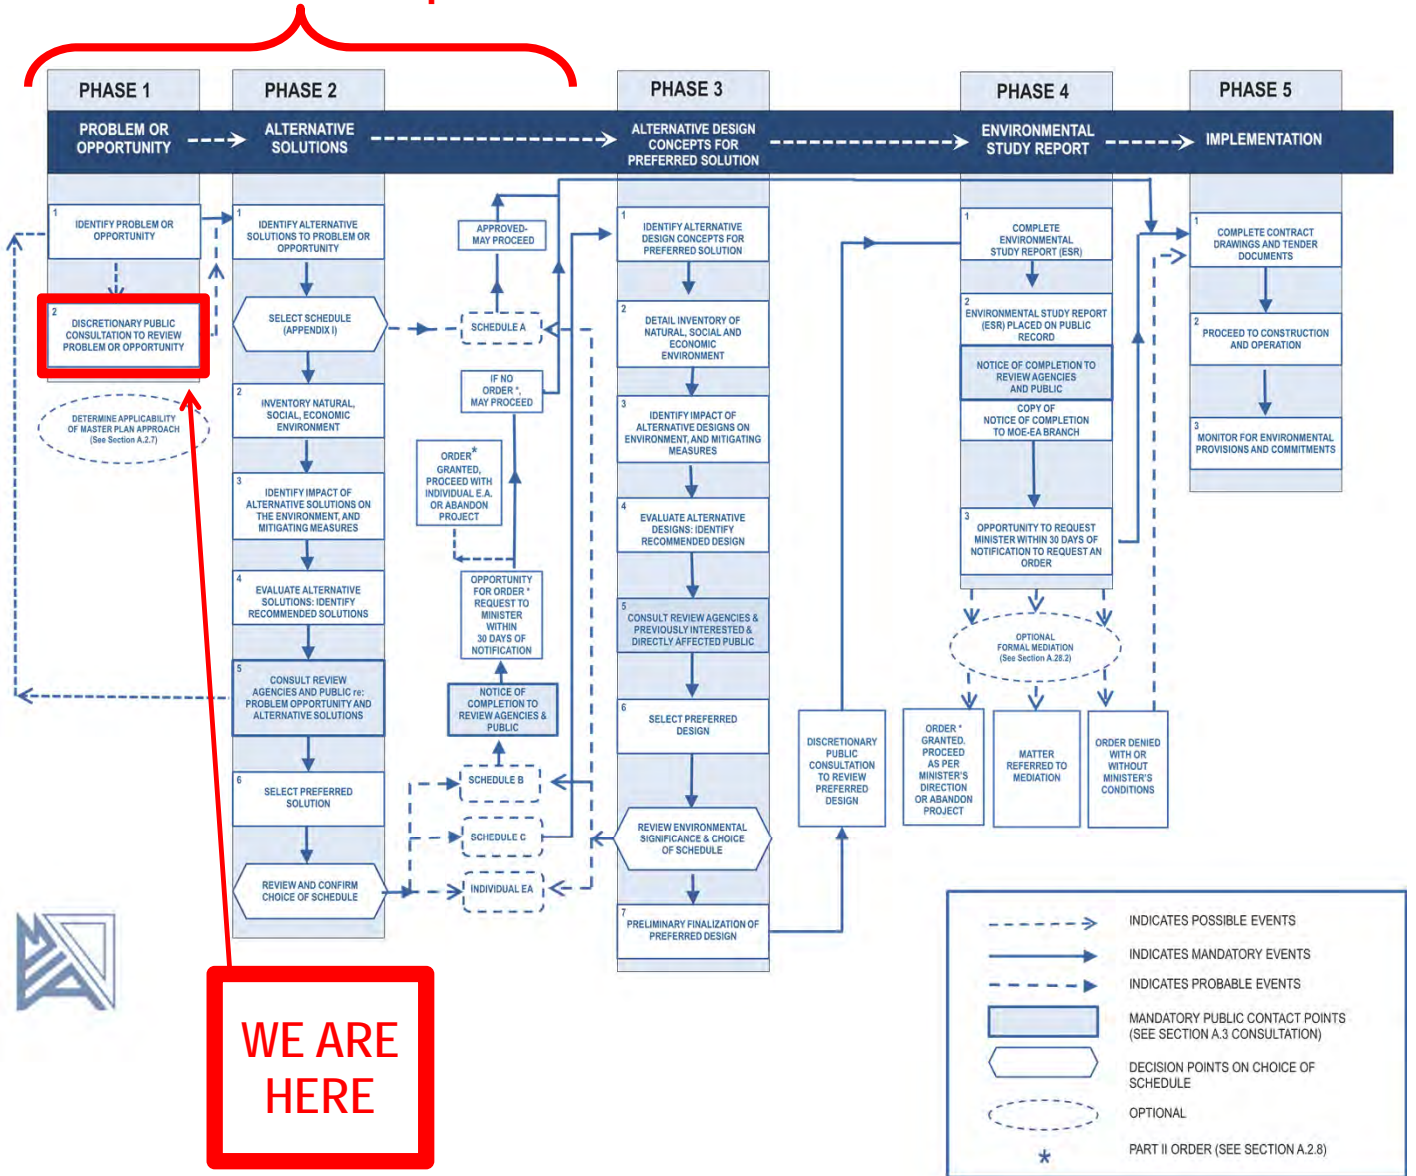 PHASE 1
PROBLEM OR
OPPORTUNITY
1
IDENTIFY PROBLEM OR
OPPORTUNITY
2
DISCRETIONARY PUBLIC
CONSULTATION TO REVIEW
PROBLEM OR OPPORTUNITY
DETERMINE APPLICABILITY
OF MASTER PLAN APPROACH
(See Section A.2.7)
PHASE 2
ALTERNATIVE
SOLUTIONS
1
IDENTIFY ALTERNATIVE
SOLUTIONS TO PROBLEM OR
OPPORTUNITY
SELECT SCHEDULE
(APPENDIX I)
2
INVENTORY NATURAL,
SOCIAL, ECONOMIC
ENVIRONMENT
3
IDENTIFY IMPACT OF
ALTERNATIVE SOLUTIONS ON
THE ENVIRONMENT, AND
MITIGATING MEASURES
4
EVALUATE ALTERNATIVE
SOLUTIONS: IDENTIFY
RECOMMENDED SOLUTIONS
5
CONSULT REVIEW
AGENCIES AND PUBLIC re:
PROBLEM OPPORTUNITY AND
ALTERNATIVE SOLUTIONS
6
SELECT PREFERRED
SOLUTION
REVIEW AND CONFIRM
CHOICE OF SCHEDULE
APPROVED-
MAY PROCEED
SCHEDULE A
IF NO
ORDER *,
MAY PROCEED
ORDER*
GRANTED,
PROCEED WITH
INDIVIDUAL E.A.
OR ABANDON
PROJECT
OPPORTUNITY
FOR ORDER *
REQUEST TO
MINISTER
WITHIN
30 DAYS OF
NOTIFICATION
NOTICE OF
COMPLETION TO
REVIEW AGENCIES &
PUBLIC
SCHEDULE B
SCHEDULE C
INDIVIDUAL EA
PHASE 3
ALTERNATIVE DESIGN
CONCEPTS FOR
PREFERRED SOLUTION
1
IDENTIFY ALTERNATIVE
DESIGN CONCEPTS FOR
PREFERRED SOLUTION
2
DETAIL INVENTORY OF
NATURAL, SOCIAL AND
ECONOMIC
ENVIRONMENT
3
IDENTIFY IMPACT OF
ALTERNATIVE DESIGNS ON
ENVIRONMENT, AND MITIGATING
MEASURES
4
EVALUATE ALTERNATIVE
DESIGNS: IDENTIFY
RECOMMENDED DESIGN
5
CONSULT REVIEW AGENCIES &
PREVIOUSLY INTERESTED &
DIRECTLY AFFECTED PUBLIC
6
SELECT PREFERRED
DESIGN
REVIEW ENVIRONMENTAL
SIGNIFICANCE & CHOICE
OF SCHEDULE
7
PRELIMINARY FINALIZATION OF
PREFERRED DESIGN
DISCRETIONARY
PUBLIC
CONSULTATION
TO REVIEW
PREFERRED
DESIGN
PHASE 4
ENVIRONMENTAL
STUDY REPORT
1
COMPLETE
ENVIRONMENTAL
STUDY REPORT (ESR)
2
ENVIRONMENTAL STUDY REPORT
(ESR) PLACED ON PUBLIC
RECORD
NOTICE OF COMPLETION TO
REVIEW AGENCIES
AND PUBLIC
COPY OF
NOTICE OF COMPLETION
TO MOE-EA BRANCH
3
OPPORTUNITY TO REQUEST
MINISTER WITHIN 30 DAYS OF
NOTIFICATION TO REQUEST AN
ORDER
OPTIONAL
FORMAL MEDIATION
(See Section A.28.2)
ORDER *
GRANTED.
PROCEED
AS PER
MINISTER'S
DIRECTION
OR ABANDON
PROJECT
MATTER
REFERRED TO
MEDIATION
ORDER DENIED
WITH OR
WITHOUT
MINISTER'S
CONDITIONS
PHASE 5
IMPLEMENTATION
1
COMPLETE CONTRACT
DRAWINGS AND TENDER
DOCUMENTS
2
PROCEED TO CONSTRUCTION
AND OPERATION
3
MONITOR FOR ENVIRONMENTAL
PROVISIONS AND COMMITMENTS
WE ARE
HERE
INDICATES POSSIBLE EVENTS
INDICATES MANDATORY EVENTS
INDICATES PROBABLE EVENTS
MANDATORY PUBLIC CONTACT POINTS
(SEE SECTION A.3 CONSULTATION)
DECISION POINTS ON CHOICE OF
SCHEDULE
OPTIONAL
* PART II ORDER (SEE SECTION A.2.8)